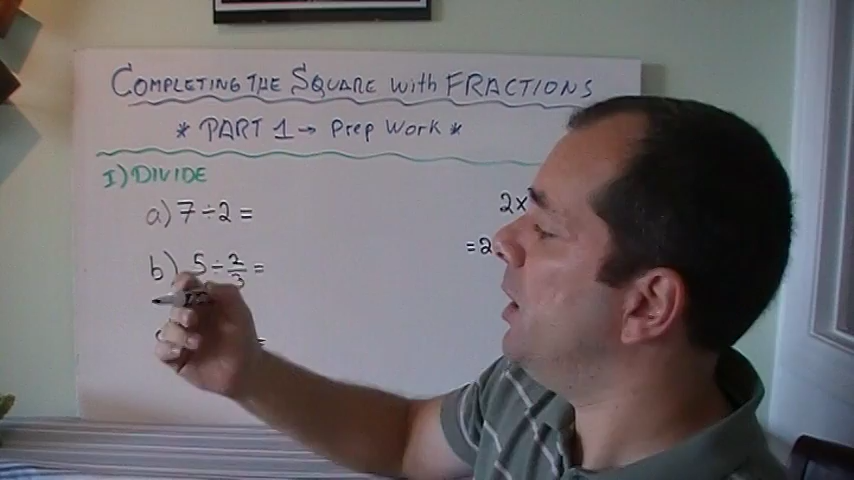 COMPLETING THE SQUARE with FRACTIONS
* PART 1 → Prep Work *
I) DIVIDE
a) 7 ÷ 2 =
2x
b) 5 ÷ 2/3 =
= 2
=